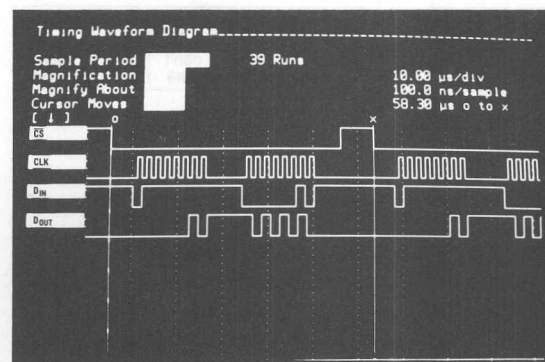 Timing Waveform Diagram
Sample Period 39 Runs
Magnification 10.00 µs/div
Magnify About 100.0 ns/sample
Cursor Moves 58.30 µs o to x
[ ↓ ] o x
CS
CLK
DIN
DOUT